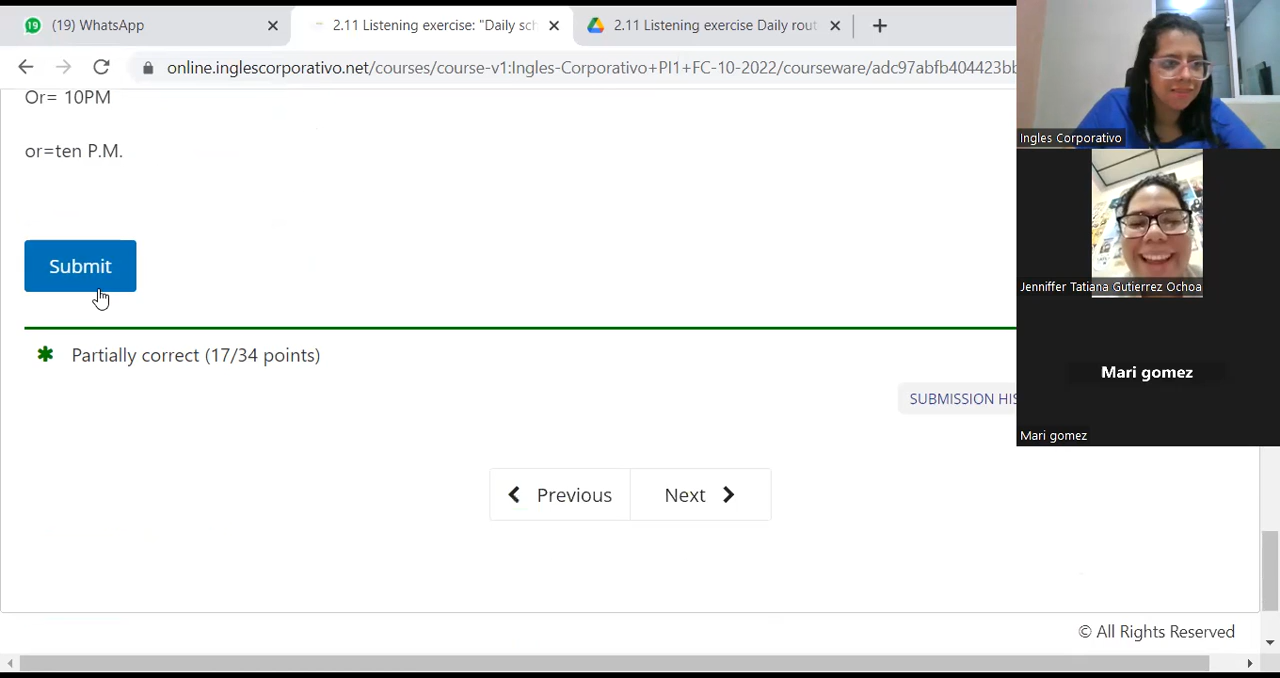 19 (19) WhatsApp
2.11 Listening exercise: "Daily sch
2.11 Listening exercise Daily rout
online.inglescorporativo.net/courses/course-v1:Ingles-Corporativo+PI1+FC-10-2022/courseware/adc97abfb404423bb
Or= 10PM
or=ten P.M.
Submit
Partially correct (17/34 points)
SUBMISSION HIS
Previous
Next
© All Rights Reserved
Ingles Corporativo
Jenniffer Tatiana Gutierrez Ochoa
Mari gomez
Mari gomez